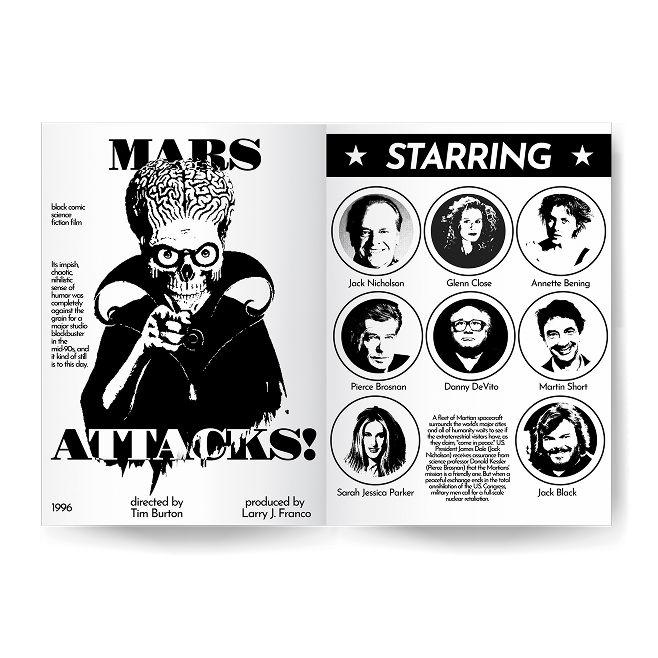 MARS
black comic
science
fiction film
Its impish,
chaotic,
nihilistic
sense of
humor was
completely
against the
grain for a
major studio
blockbuster
in the
mid-90s, and
it kind of still
is to this day.
ATTACKS!
1996
directed by
Tim Burton
produced by
Larry J. Franco
STARRING
Jack Nicholson
Glenn Close
Annette Bening
Pierce Brosnan
Danny DeVito
Martin Short
Sarah Jessica Parker
A fleet of Martian spacecraft
surrounds the world's major cities
and all of humanity waits to see if
the extraterrestrial visitors have, as
they claim, "come in peace." U.S.
President James Dale (Jack
Nicholson) receives assurance from
science professor Donald Kessler
(Pierce Brosnan) that the Martians'
mission is a friendly one. But when a
peaceful exchange ends in the total
annihilation of the U.S. Congress,
military men call for a full-scale
nuclear retaliation.
Jack Black